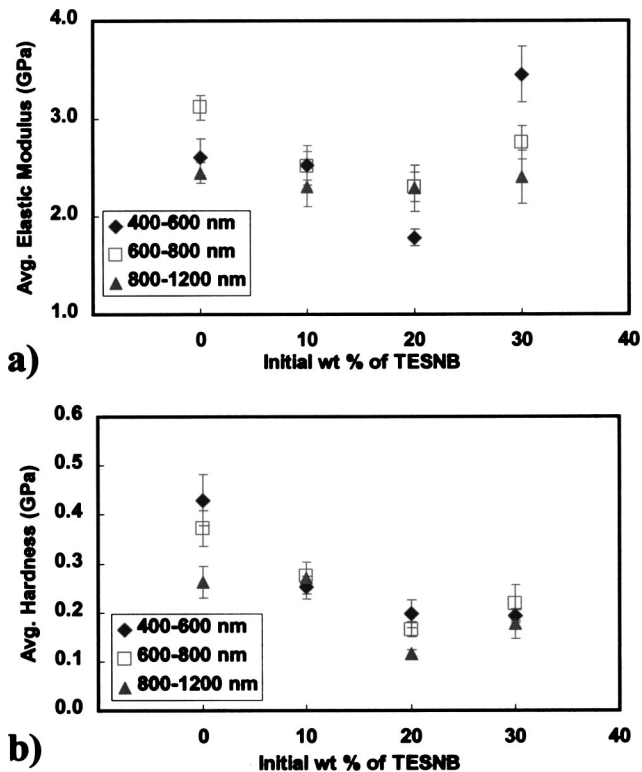 Avg. Elastic Modulus (GPa)
4.0
3.0
2.0
1.0
400-600 nm
600-800 nm
800-1200 nm
0 10 20 30 40
Initial wt % of TESNB
a)
Avg. Hardness (GPa)
0.6
0.5
0.4
0.3
0.2
0.1
0.0
400-600 nm
600-800 nm
800-1200 nm
0 10 20 30 40
Initial wt % of TESNB
b)